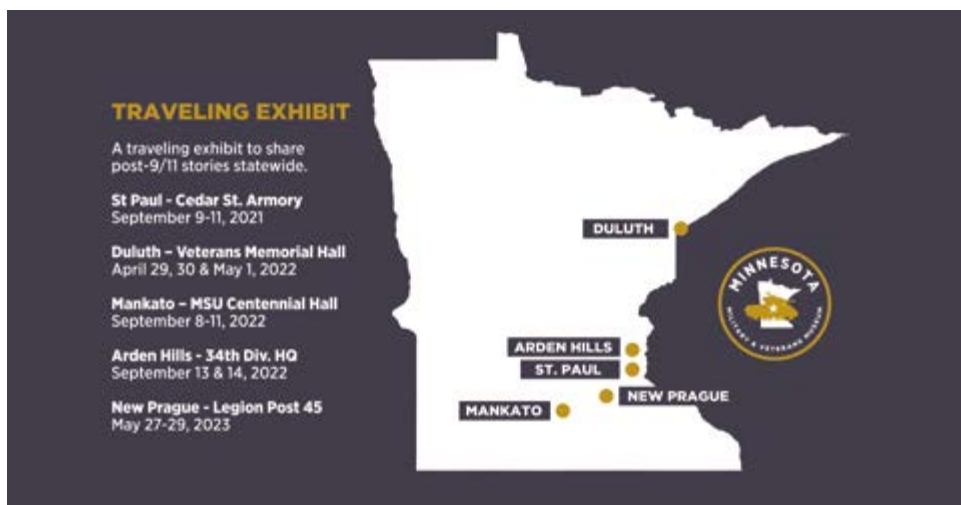 TRAVELING EXHIBIT
A traveling exhibit to share
post-9/11 stories statewide.
St Paul - Cedar St. Armory
September 9-11, 2021
Duluth – Veterans Memorial Hall
April 29, 30 & May 1, 2022
Mankato – MSU Centennial Hall
September 8-11, 2022
Arden Hills - 34th Div. HQ
September 13 & 14, 2022
New Prague - Legion Post 45
May 27-29, 2023
DULUTH
ARDEN HILLS
ST. PAUL
NEW PRAGUE
MANKATO
MINNESOTA
MILITARY & VETERANS MUSEUM